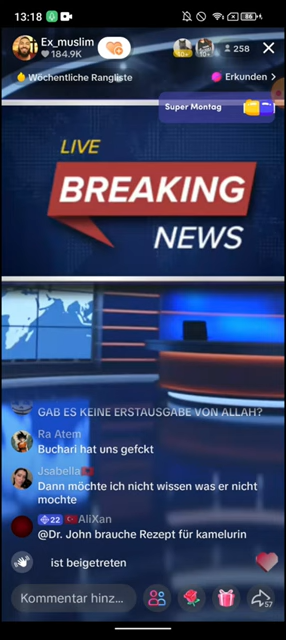 13:18
86
Ex_muslim
184.9K
258
Wöchentliche Rangliste
Erkunden >
Super Montag
LIVE
BREAKING
NEWS
GAB ES KEINE ERSTAUSGABE VON ALLAH?
Ra Atem
Buchari hat uns gefckt
Jsabella
Dann möchte ich nicht wissen was er nicht
mochte
22 AliXan
@Dr. John brauche Rezept für kamelurin
ist beigetreten
Kommentar hinz...
57